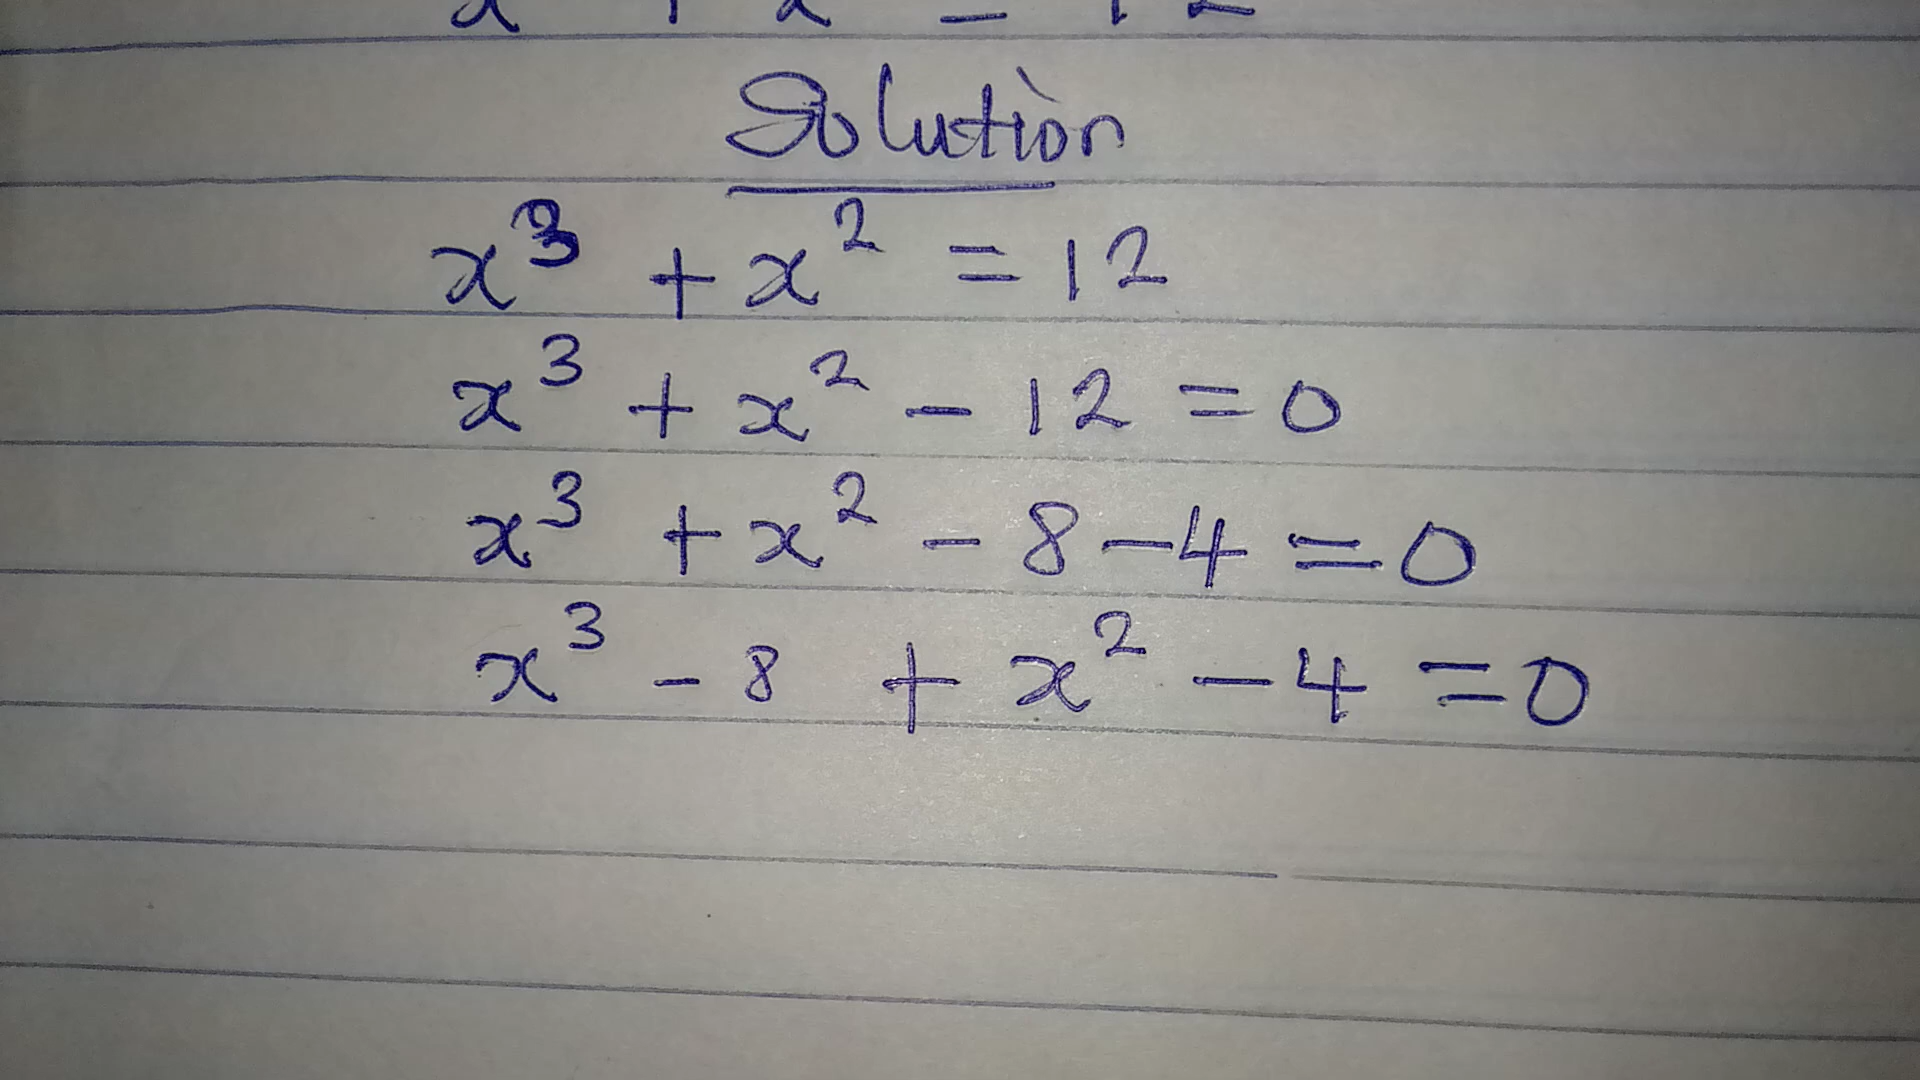 Solution
x³ + x² = 12
x³ + x² - 12 = 0
x³ + x² - 8 - 4 = 0
x³ - 8 + x² - 4 = 0